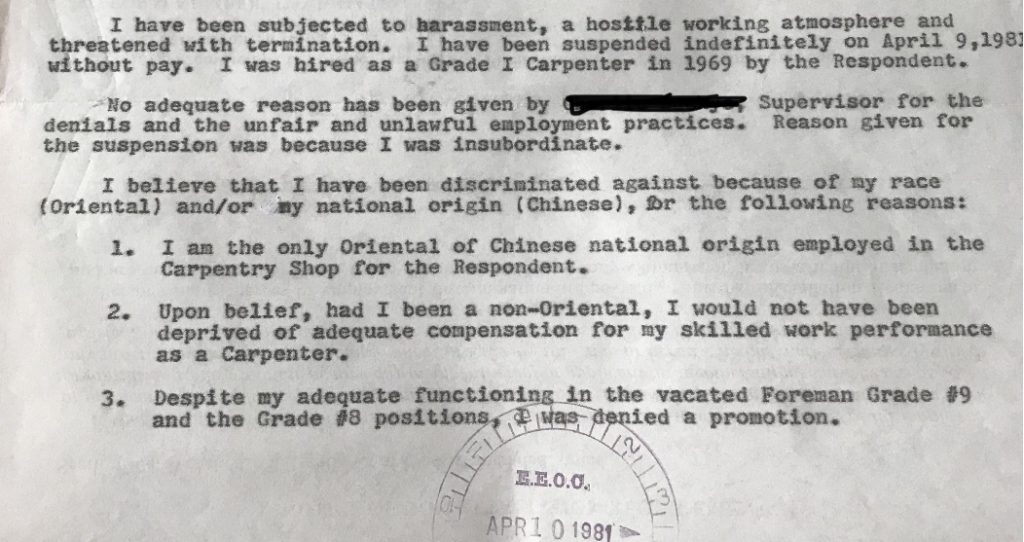 I have been subjected to harassment, a hostile working atmosphere and
threatened with termination. I have been suspended indefinitely on April 9,1981
without pay. I was hired as a Grade I Carpenter in 1969 by the Respondent.
No adequate reason has been given by Supervisor for the
denials and the unfair and unlawful employment practices. Reason given for
the suspension was because I was insubordinate.
I believe that I have been discriminated against because of my race
(Oriental) and/or my national origin (Chinese), for the following reasons:
1. I am the only Oriental of Chinese national origin employed in the
Carpentry Shop for the Respondent.
2. Upon belief, had I been a non-Oriental, I would not have been
deprived of adequate compensation for my skilled work performance
as a Carpenter.
3. Despite my adequate functioning in the vacated Foreman Grade #9
and the Grade #8 positions, I was denied a promotion.
E.E.O.C.
APR 10 1981